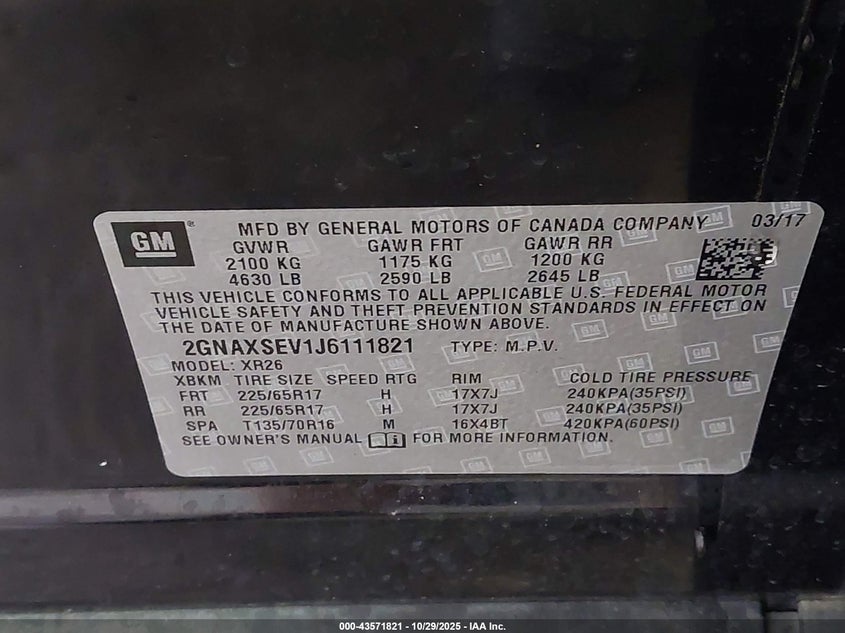 GM ® MFD BY GENERAL MOTORS OF CANADA COMPANY 03/17
GVWR GAWR FRT GAWR RR
2100 KG 1175 KG 1200 KG
4630 LB 2590 LB 2645 LB
THIS VEHICLE CONFORMS TO ALL APPLICABLE U.S. FEDERAL MOTOR
VEHICLE SAFETY AND THEFT PREVENTION STANDARDS IN EFFECT ON
THE DATE OF MANUFACTURE SHOWN ABOVE.
2GNAXSEV1J6111821 TYPE: M.P.V.
MODEL: XR26
XBKM TIRE SIZE SPEED RTG RIM COLD TIRE PRESSURE
FRT 225/65R17 H 17X7J 240KPA(35PSI)
RR 225/65R17 H 17X7J 240KPA(35PSI)
SPA T135/70R16 M 16X4BT 420KPA(60PSI)
SEE OWNER'S MANUAL i FOR MORE INFORMATION.
000-43571821 - 10/29/2025 - IAA Inc.